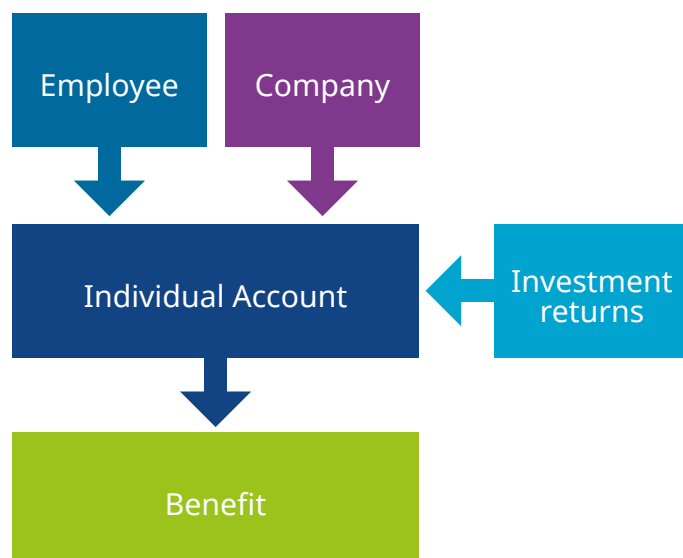 Employee
Company
Individual Account
Investment
returns
Benefit